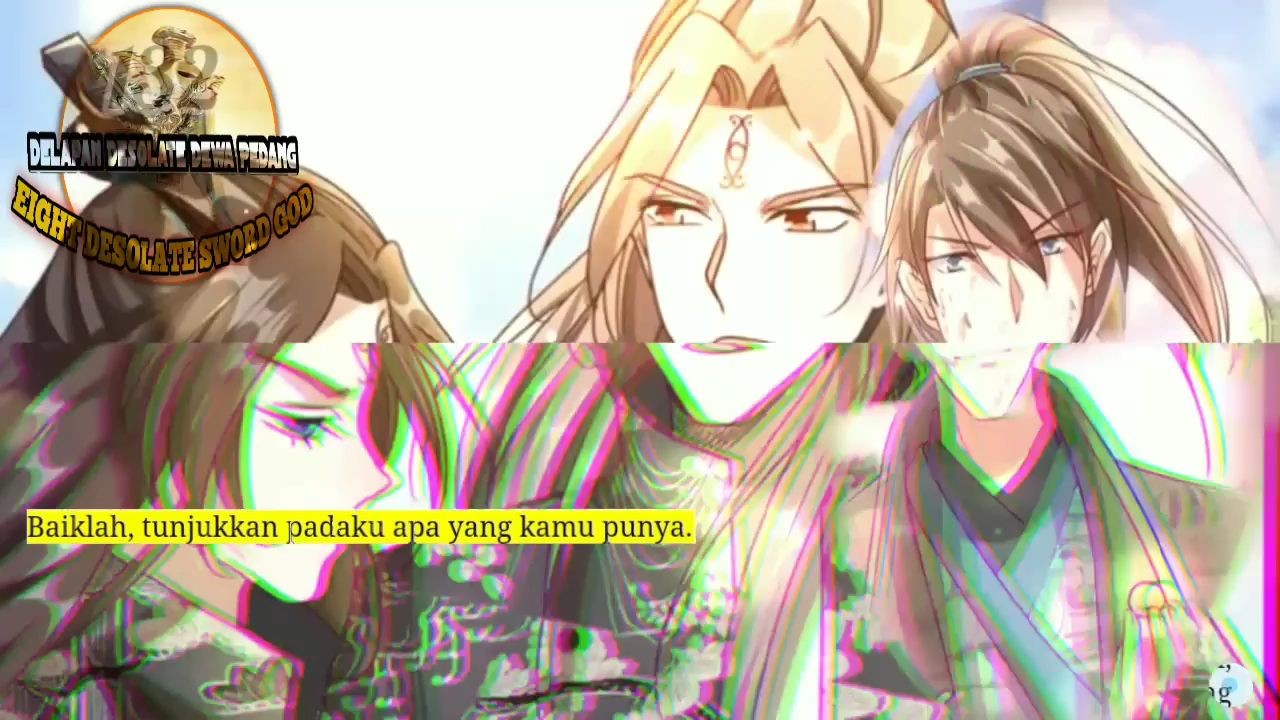 DELAPAN DESOLATE DEWA PEDANG
EIGHT DESOLATE SWORD GOD
Baiklah, tunjukkan padaku apa yang kamu punya.